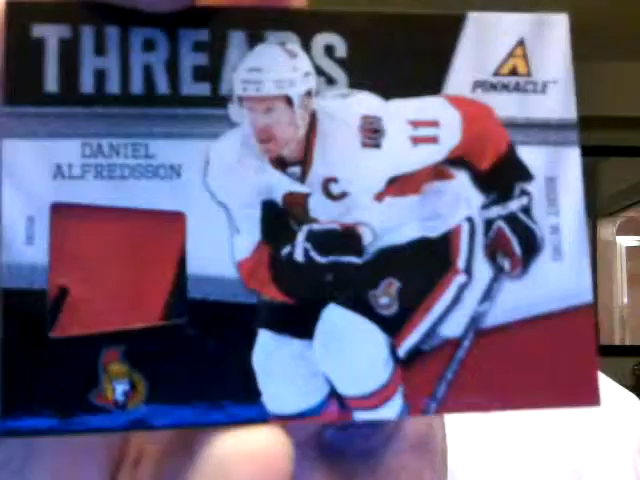 THREADS
PINNACLE
DANIEL
ALFREDSSON
11
C